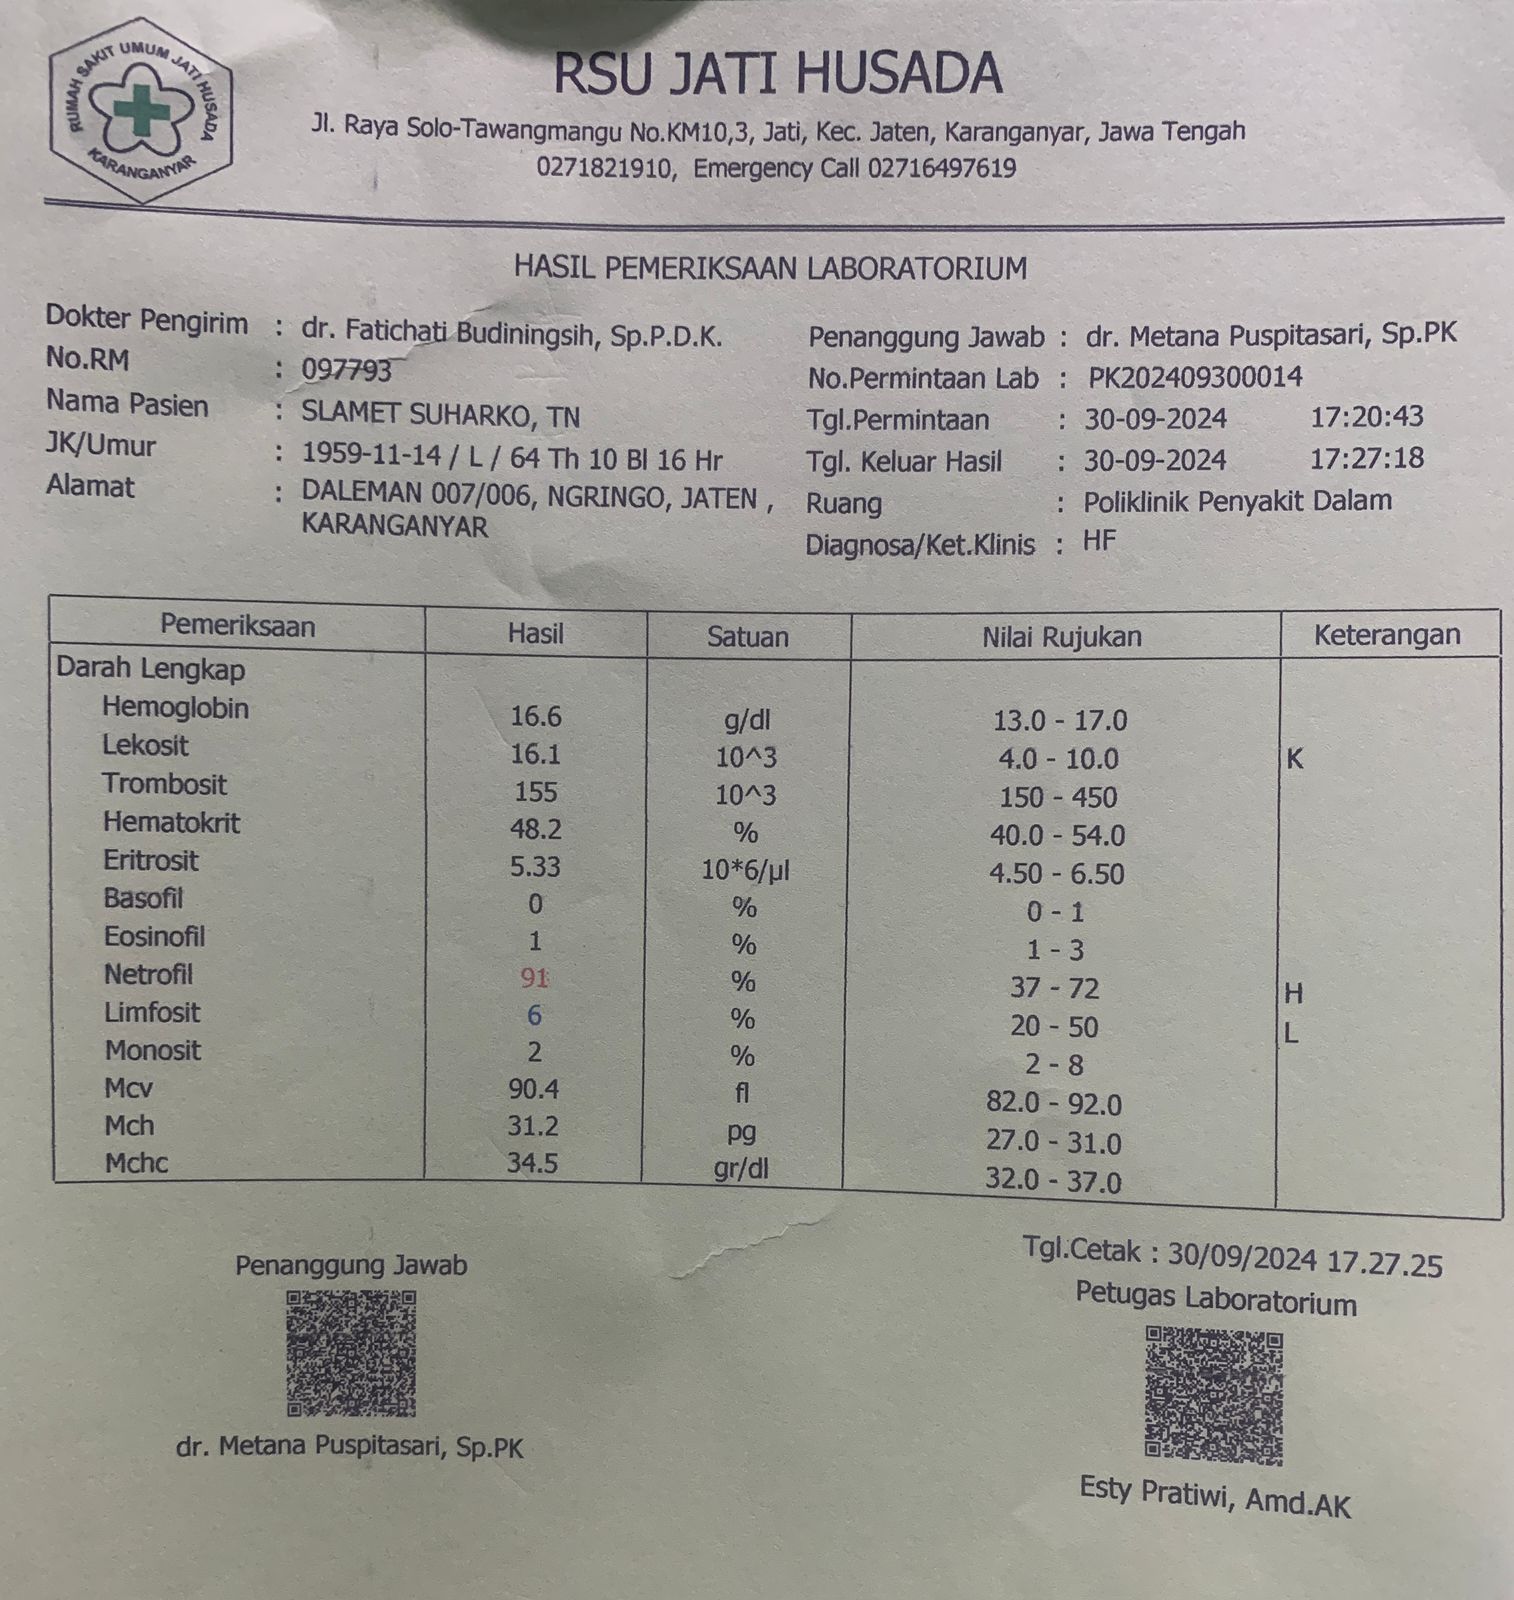 RUMAH SAKIT UMUM JATI HUSADA
KARANGANYAR
RSU JATI HUSADA
Jl. Raya Solo-Tawangmangu No.KM10,3, Jati, Kec. Jaten, Karanganyar, Jawa Tengah
0271821910, Emergency Call 02716497619
HASIL PEMERIKSAAN LABORATORIUM
Dokter Pengirim : dr. Fatichati Budiningsih, Sp.P.D.K.
No.RM : 097793
Nama Pasien : SLAMET SUHARKO, TN
JK/Umur : 1959-11-14 / L / 64 Th 10 Bl 16 Hr
Alamat : DALEMAN 007/006, NGRINGO, JATEN ,
KARANGANYAR
Penanggung Jawab : dr. Metana Puspitasari, Sp.PK
No.Permintaan Lab : PK202409300014
Tgl.Permintaan : 30-09-2024 17:20:43
Tgl. Keluar Hasil : 30-09-2024 17:27:18
Ruang : Poliklinik Penyakit Dalam
Diagnosa/Ket.Klinis : HF
Pemeriksaan Hasil Satuan Nilai Rujukan Keterangan
Darah Lengkap
Hemoglobin 16.6 g/dl 13.0 - 17.0
Lekosit 16.1 10^3 4.0 - 10.0 K
Trombosit 155 10^3 150 - 450
Hematokrit 48.2 % 40.0 - 54.0
Eritrosit 5.33 10*6/µl 4.50 - 6.50
Basofil 0 % 0 - 1
Eosinofil 1 % 1 - 3
Netrofil 91 % 37 - 72 H
Limfosit 6 % 20 - 50 L
Monosit 2 % 2 - 8
Mcv 90.4 fl 82.0 - 92.0
Mch 31.2 pg 27.0 - 31.0
Mchc 34.5 gr/dl 32.0 - 37.0
Penanggung Jawab
dr. Metana Puspitasari, Sp.PK
Tgl.Cetak : 30/09/2024 17.27.25
Petugas Laboratorium
Esty Pratiwi, Amd.AK